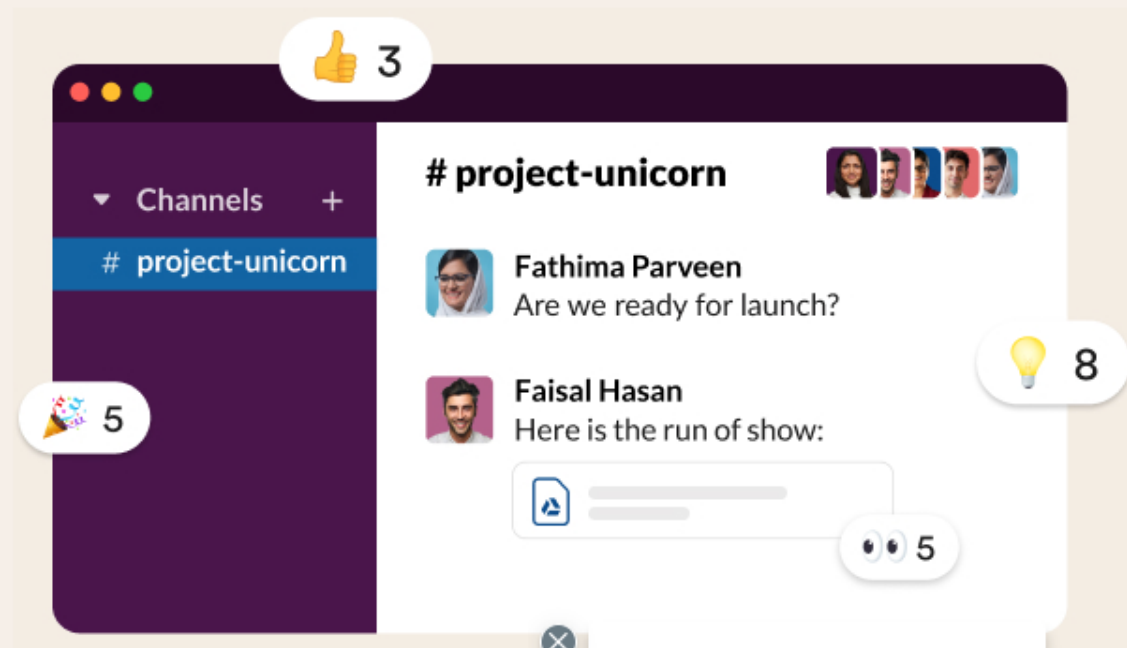 3
Channels +
# project-unicorn
# project-unicorn
Fathima Parveen
Are we ready for launch?
8
Faisal Hasan
Here is the run of show:
5
5